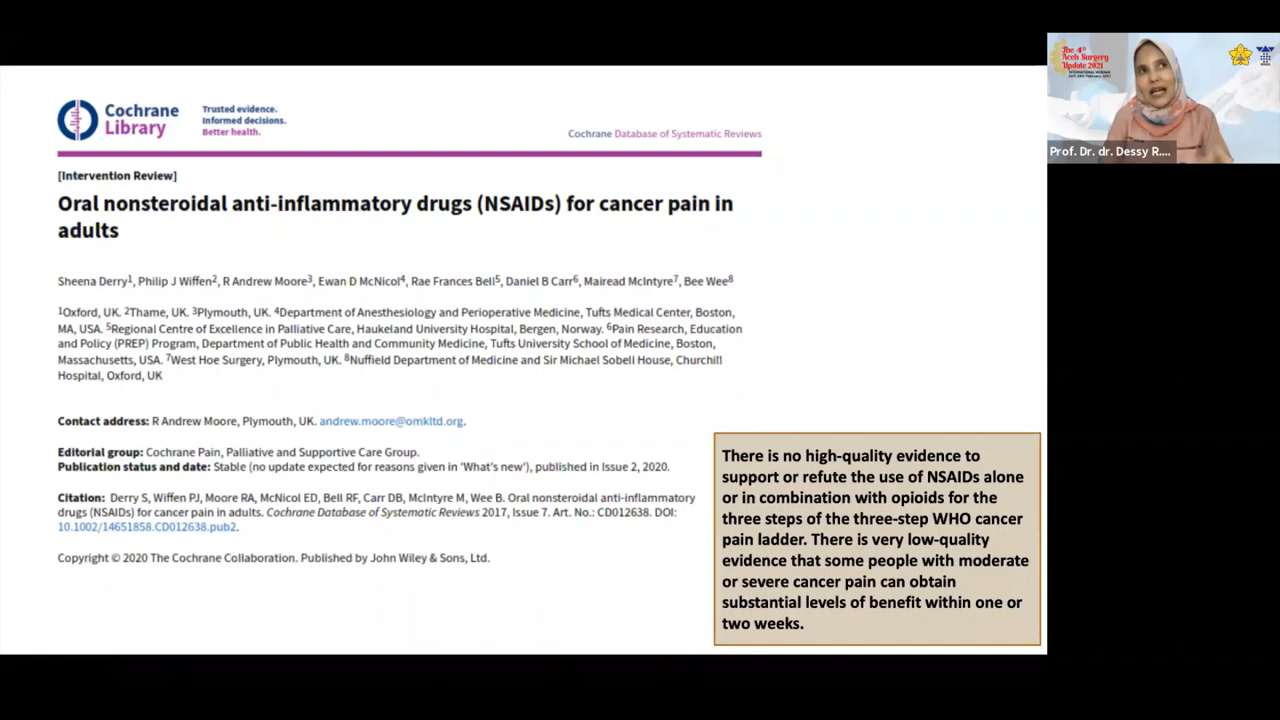 Cochrane
Library
Trusted evidence.
Informed decisions.
Better health.
Cochrane Database of Systematic Reviews
[Intervention Review]
Oral nonsteroidal anti-inflammatory drugs (NSAIDs) for cancer pain in
adults
Sheena Derry1, Philip J Wiffen2, R Andrew Moore3, Ewan D McNicol4, Rae Frances Bell5, Daniel B Carr6, Mairead McIntyre7, Bee Wee8
1Oxford, UK. 2Thame, UK. 3Plymouth, UK. 4Department of Anesthesiology and Perioperative Medicine, Tufts Medical Center, Boston,
MA, USA. 5Regional Centre of Excellence in Palliative Care, Haukeland University Hospital, Bergen, Norway. 6Pain Research, Education
and Policy (PREP) Program, Department of Public Health and Community Medicine, Tufts University School of Medicine, Boston,
Massachusetts, USA. 7West Hoe Surgery, Plymouth, UK. 8Nuffield Department of Medicine and Sir Michael Sobell House, Churchill
Hospital, Oxford, UK
Contact address: R Andrew Moore, Plymouth, UK. andrew.moore@omkltd.org.
Editorial group: Cochrane Pain, Palliative and Supportive Care Group.
Publication status and date: Stable (no update expected for reasons given in 'What's new'), published in Issue 2, 2020.
Citation: Derry S, Wiffen PJ, Moore RA, McNicol ED, Bell RF, Carr DB, McIntyre M, Wee B. Oral nonsteroidal anti-inflammatory
drugs (NSAIDs) for cancer pain in adults. Cochrane Database of Systematic Reviews 2017, Issue 7. Art. No.: CD012638. DOI:
10.1002/14651858.CD012638.pub2.
Copyright © 2020 The Cochrane Collaboration. Published by John Wiley & Sons, Ltd.
There is no high-quality evidence to
support or refute the use of NSAIDs alone
or in combination with opioids for the
three steps of the three-step WHO cancer
pain ladder. There is very low-quality
evidence that some people with moderate
or severe cancer pain can obtain
substantial levels of benefit within one or
two weeks.
The 4th
Aceh Surgery
Update 2021
INTERNATIONAL WEBINAR
Prof. Dr. dr. Dessy R....